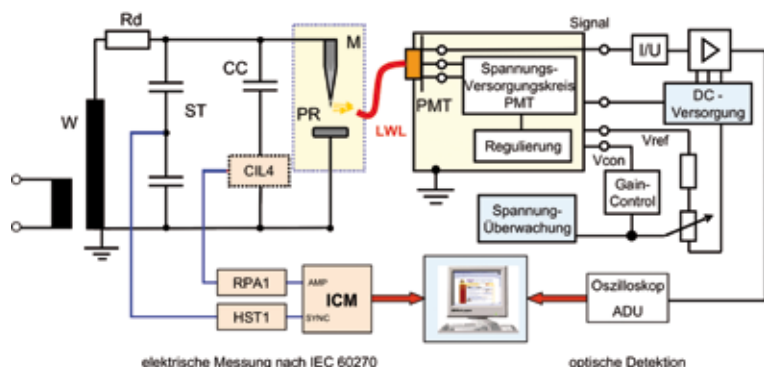 Rd
W
ST
CC
CIL4
M
PR
LWL
PMT
Signal
I/U
Spannungs-
Versorgungskreis
PMT
Regulierung
DC -
Versorgung
Vref
Vcon
Gain-
Control
Spannung-
Überwachung
RPA1
HST1
AMP
ICM
SYNC
Oszilloskop
ADU
elektrische Messung nach IEC 60270
optische Detektion